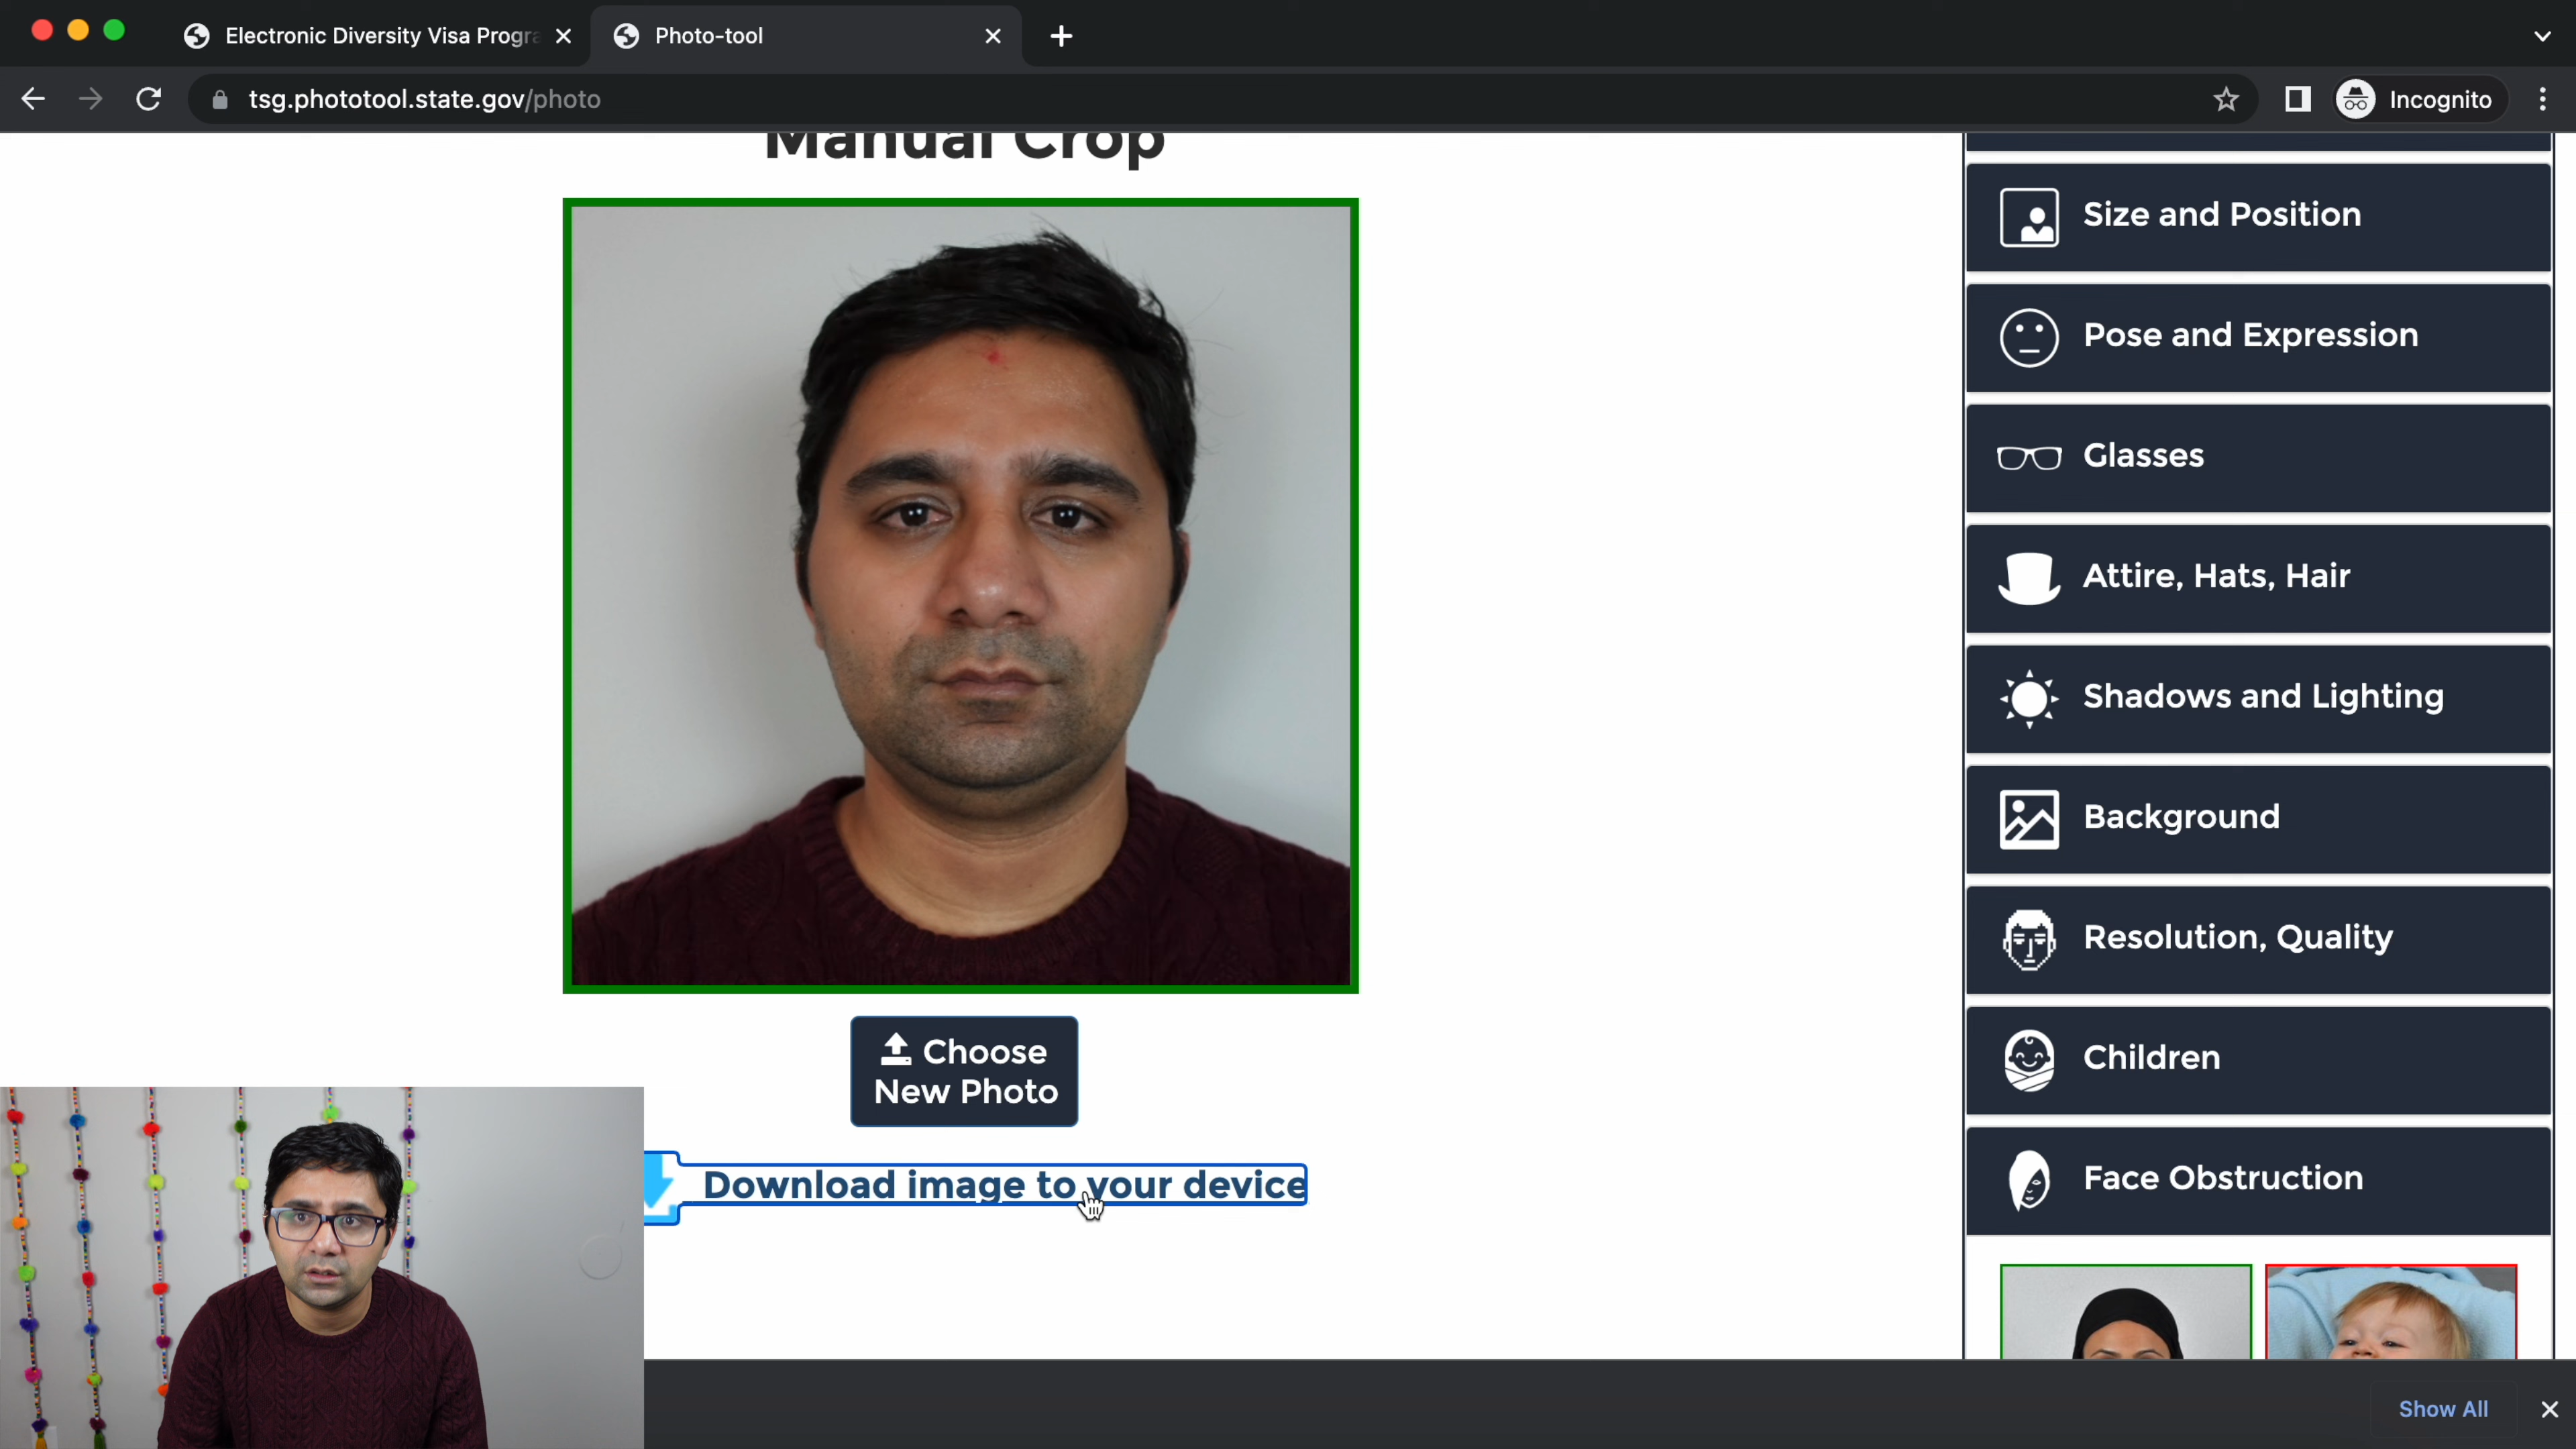 Electronic Diversity Visa Progra
Photo-tool
tsg.phototool.state.gov/photo
Incognito
Manual Crop
Choose
New Photo
Download image to your device
Size and Position
Pose and Expression
Glasses
Attire, Hats, Hair
Shadows and Lighting
Background
Resolution, Quality
Children
Face Obstruction
Show All